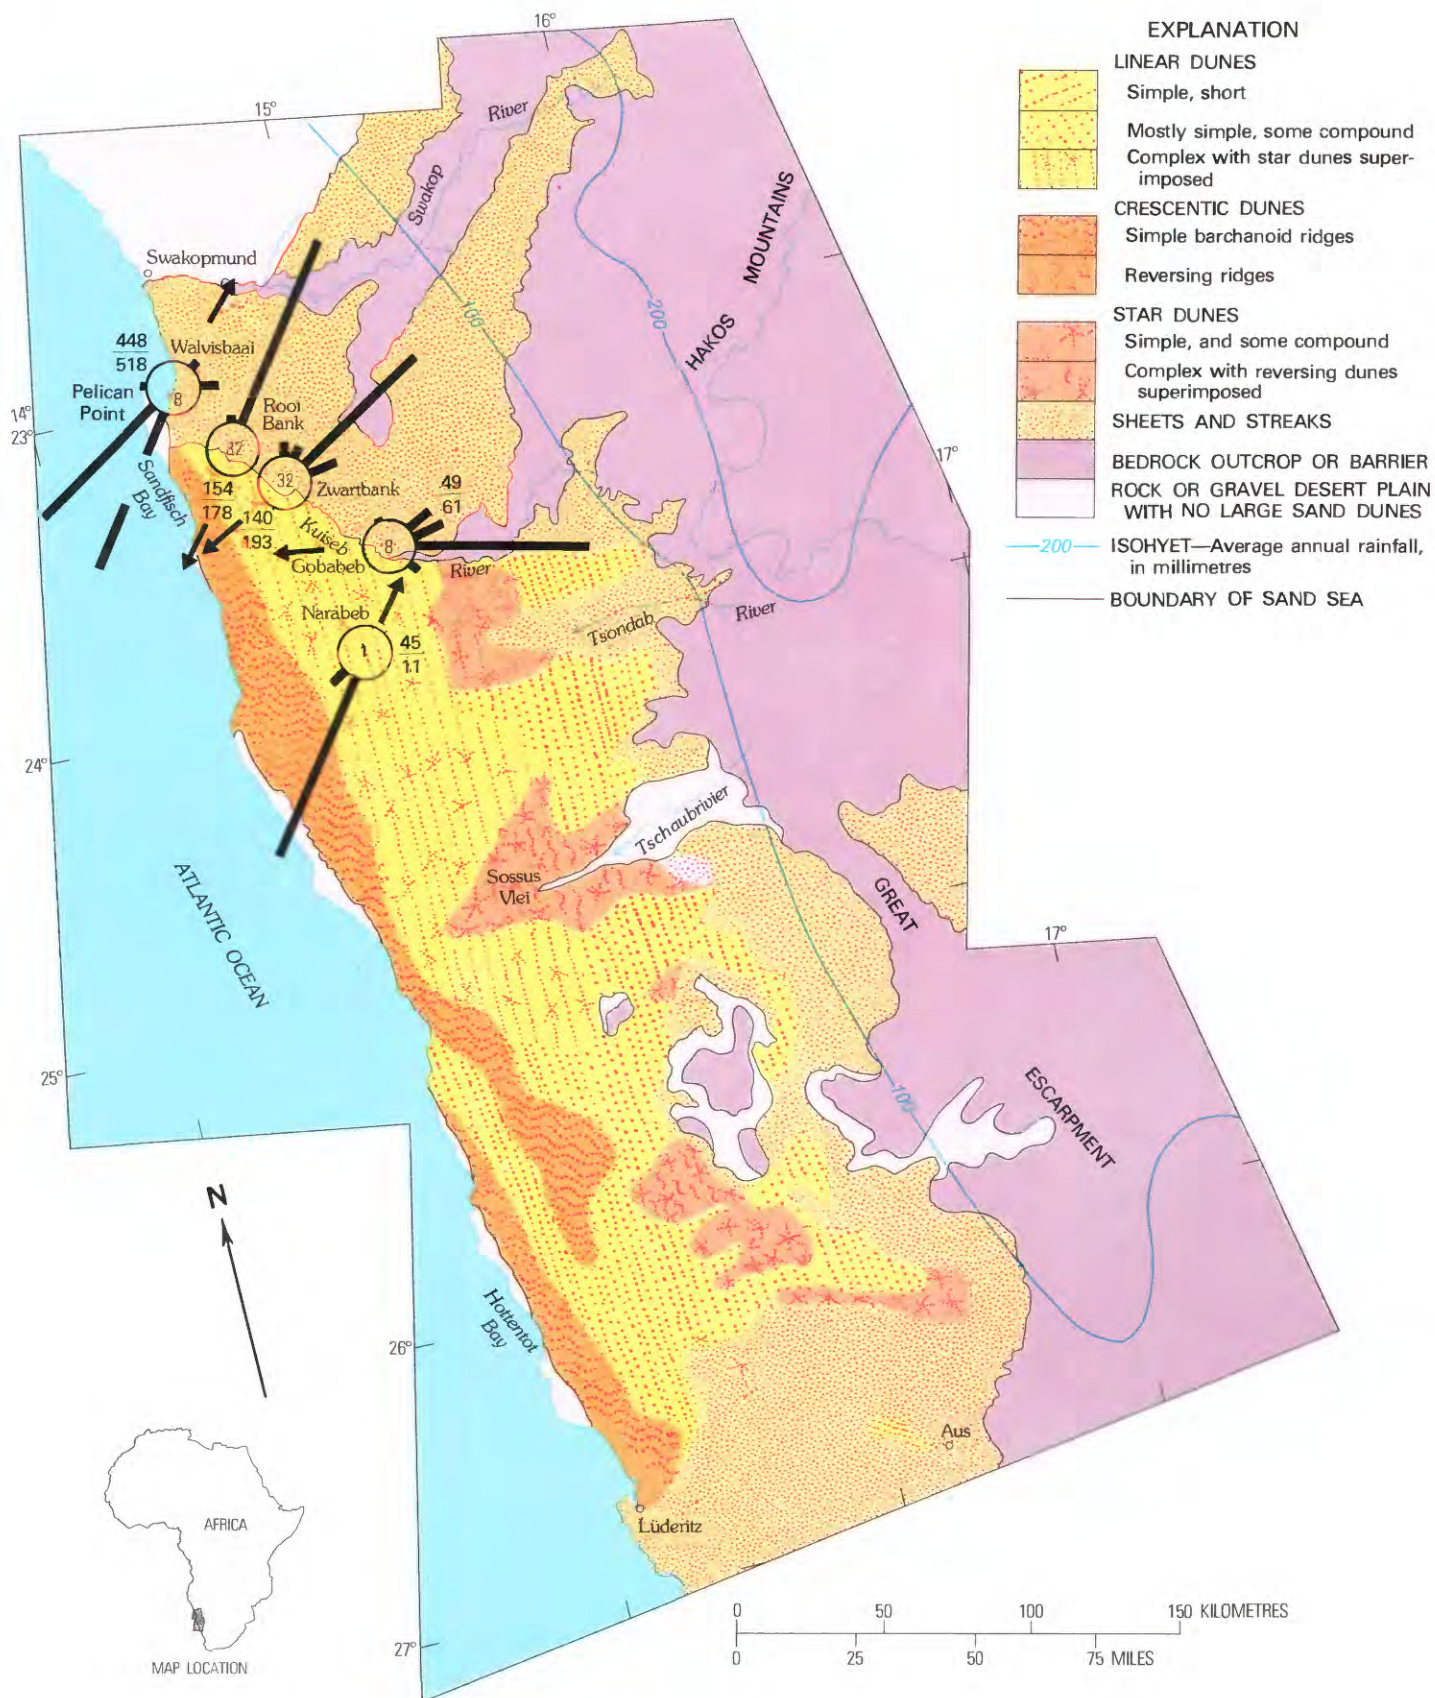 16°
15°
River
Swakop
Swakopmund
100
200
HAKOS MOUNTAINS
448
518
Walvisbaai
8
Pelican
Point
14°
23°
Rooi
Bank
32
32
Zwartbank
Sandfisch
Bay
154
178
140
193
49
61
Kuiseb
8
Gobabeb
River
17°
Narabeb
1
45
11
Tsondab
River
24°
Tschaubrivier
Sossus
Vlei
ATLANTIC OCEAN
GREAT
17°
25°
100
ESCARPMENT
N
Hottentot
Bay
26°
Aus
Lüderitz
27°
AFRICA
MAP LOCATION
0 50 100 150 KILOMETRES
0 25 50 75 MILES
EXPLANATION
LINEAR DUNES
Simple, short
Mostly simple, some compound
Complex with star dunes super-
imposed
CRESCENTIC DUNES
Simple barchanoid ridges
Reversing ridges
STAR DUNES
Simple, and some compound
Complex with reversing dunes
superimposed
SHEETS AND STREAKS
BEDROCK OUTCROP OR BARRIER
ROCK OR GRAVEL DESERT PLAIN
WITH NO LARGE SAND DUNES
200 ISOHYET—Average annual rainfall,
in millimetres
BOUNDARY OF SAND SEA